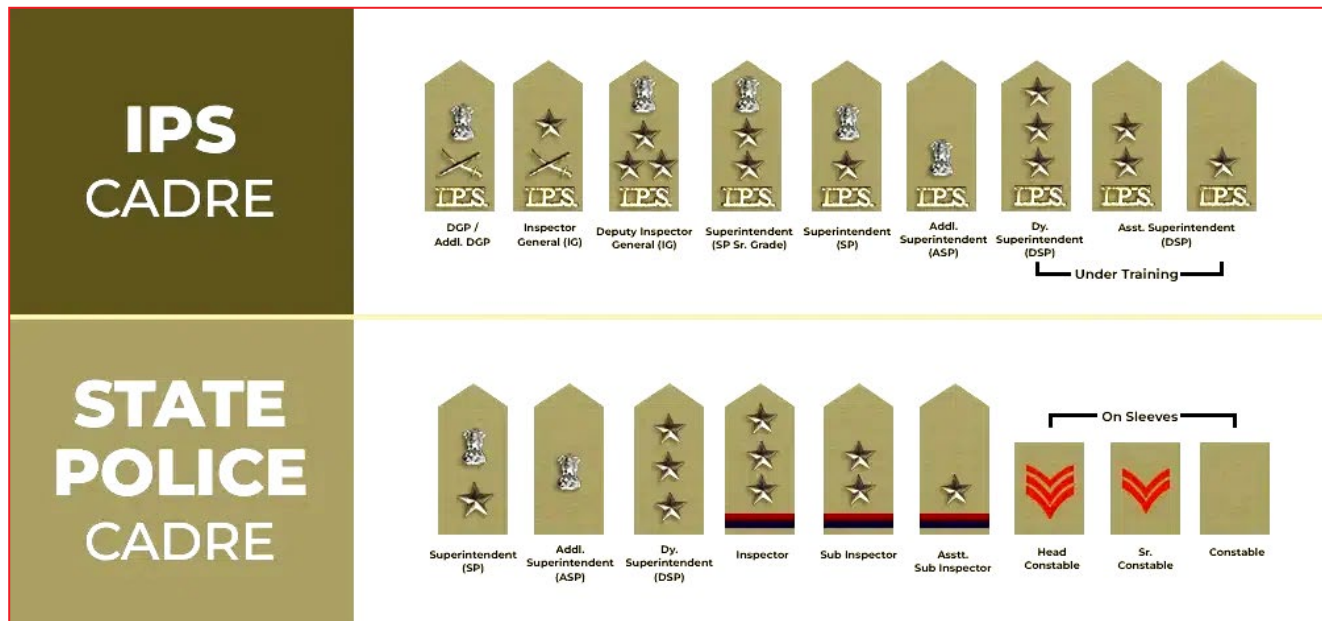 IPS
CADRE
I.P.S. I.P.S. I.P.S. I.P.S. I.P.S. I.P.S. I.P.S. I.P.S. I.P.S.
DGP /
Addl. DGP
Inspector
General (IG)
Deputy Inspector
General (IG)
Superintendent
(SP Sr. Grade)
Superintendent
(SP)
Addl.
Superintendent
(ASP)
Dy.
Superintendent
(DSP)
Asst. Superintendent
(DSP)
Under Training
STATE
POLICE
CADRE
On Sleeves
Superintendent
(SP)
Addl.
Superintendent
(ASP)
Dy.
Superintendent
(DSP)
Inspector
Sub Inspector
Asstt.
Sub Inspector
Head
Constable
Sr.
Constable
Constable